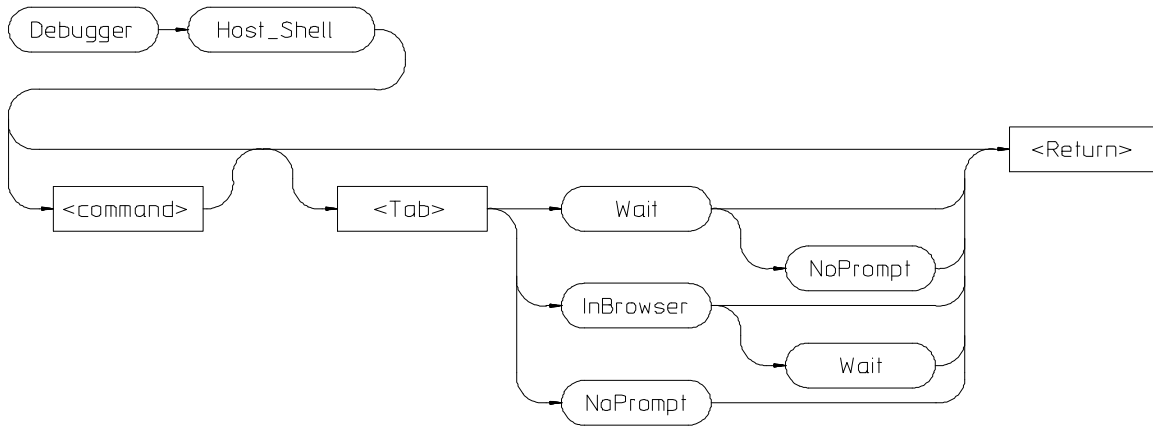 Debugger Host_Shell
<Return>
<command> <Tab> Wait
NoPrompt
InBrowser
Wait
NoPrompt